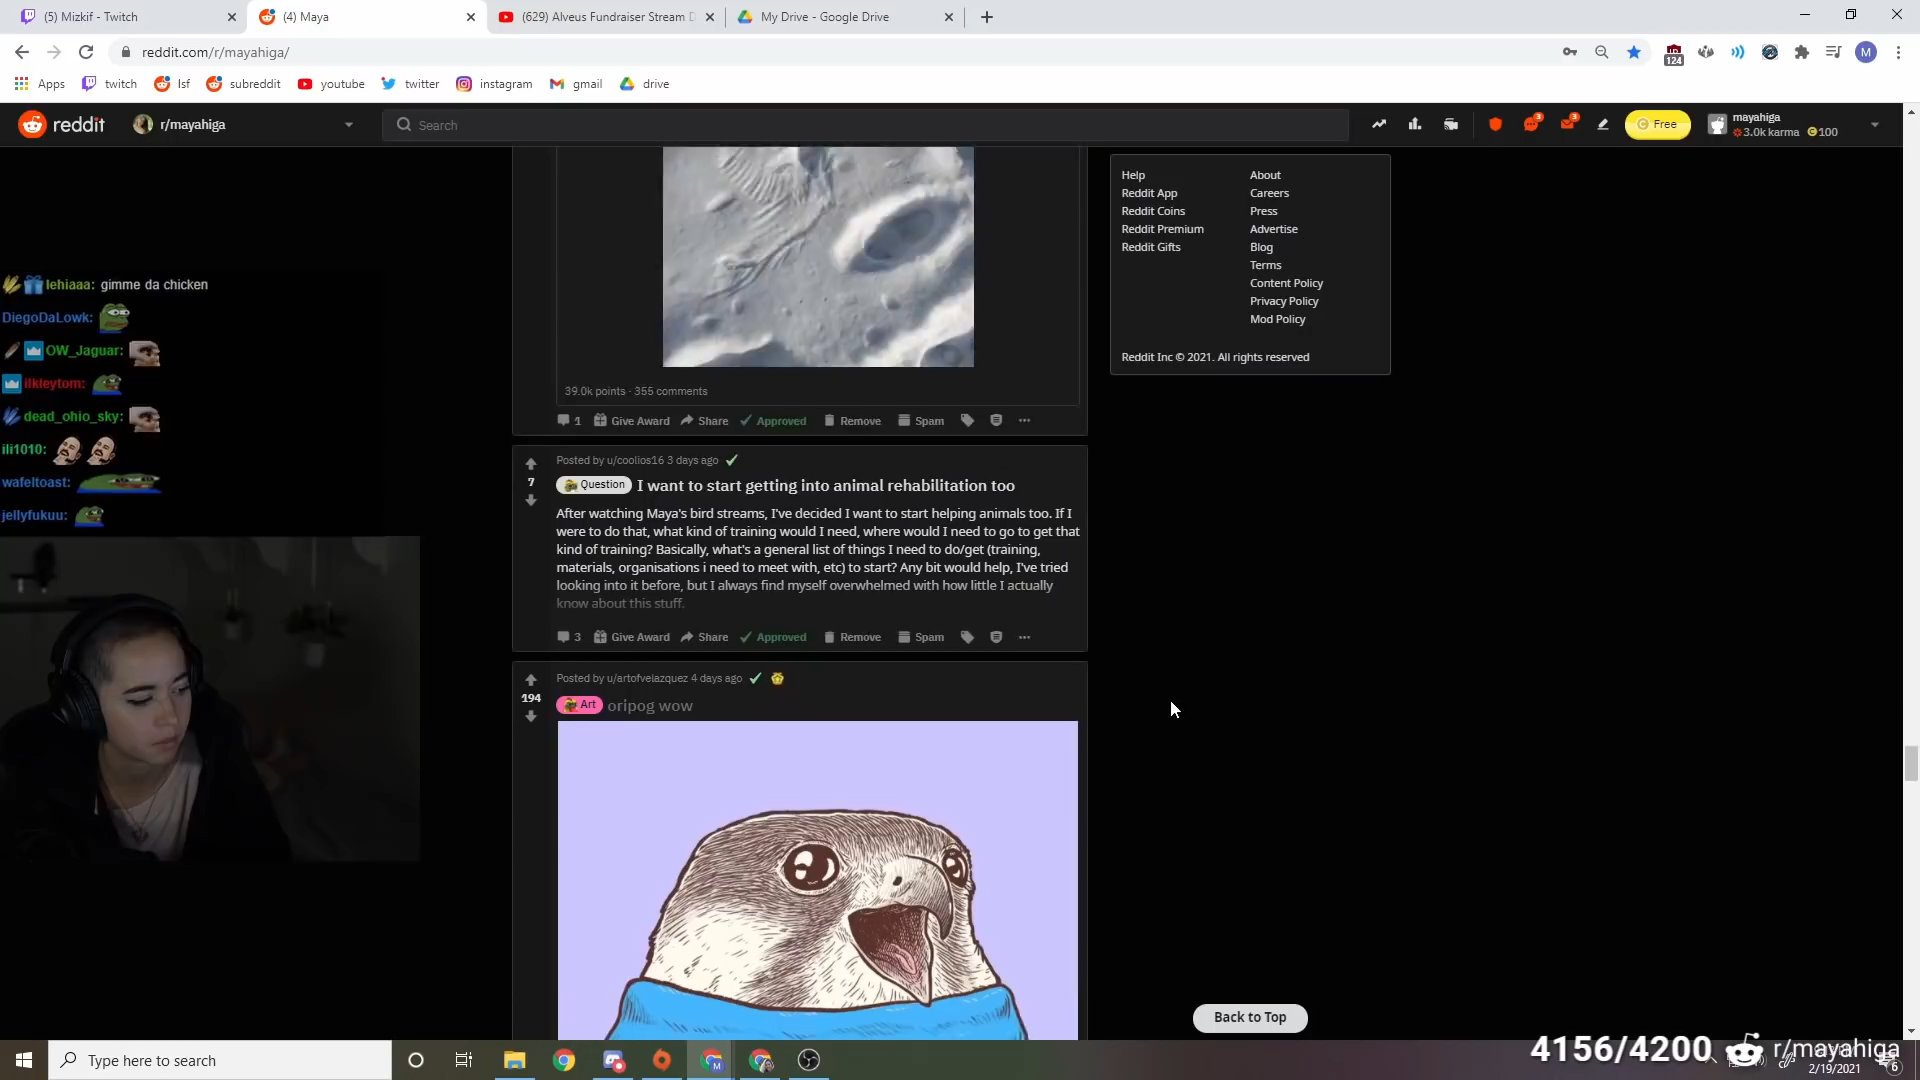 (5) Mizkif - Twitch
(4) Maya
(629) Alveus Fundraiser Stream D
My Drive - Google Drive
reddit.com/r/mayahiga/
124
M
Apps
twitch
lsf
subreddit
youtube
twitter
instagram
gmail
drive
reddit
r/mayahiga
Search
3
3
Free
mayahiga
3.0k karma
100
39.0k points · 355 comments
1
Give Award
Share
Approved
Remove
Spam
Posted by u/coolios16 3 days ago
7
Question
I want to start getting into animal rehabilitation too
After watching Maya's bird streams, I've decided I want to start helping animals too. If I
were to do that, what kind of training would I need, where would I need to go to get that
kind of training? Basically, what's a general list of things I need to do/get (training,
materials, organisations i need to meet with, etc) to start? Any bit would help, I've tried
looking into it before, but I always find myself overwhelmed with how little I actually
know about this stuff.
3
Give Award
Share
Approved
Remove
Spam
Posted by u/artofvelazquez 4 days ago
194
Art
oripog wow
Help
Reddit App
Reddit Coins
Reddit Premium
Reddit Gifts
About
Careers
Press
Advertise
Blog
Terms
Content Policy
Privacy Policy
Mod Policy
Reddit Inc © 2021. All rights reserved
Back to Top
lehiaaa: gimme da chicken
DiegoDaLowk:
OW_Jaguar:
ilkleytom:
dead_ohio_sky:
ili1010:
wafeltoast:
jellyfukuu:
Type here to search
M
4156/4200
r/mayahiga
2/19/2021
6